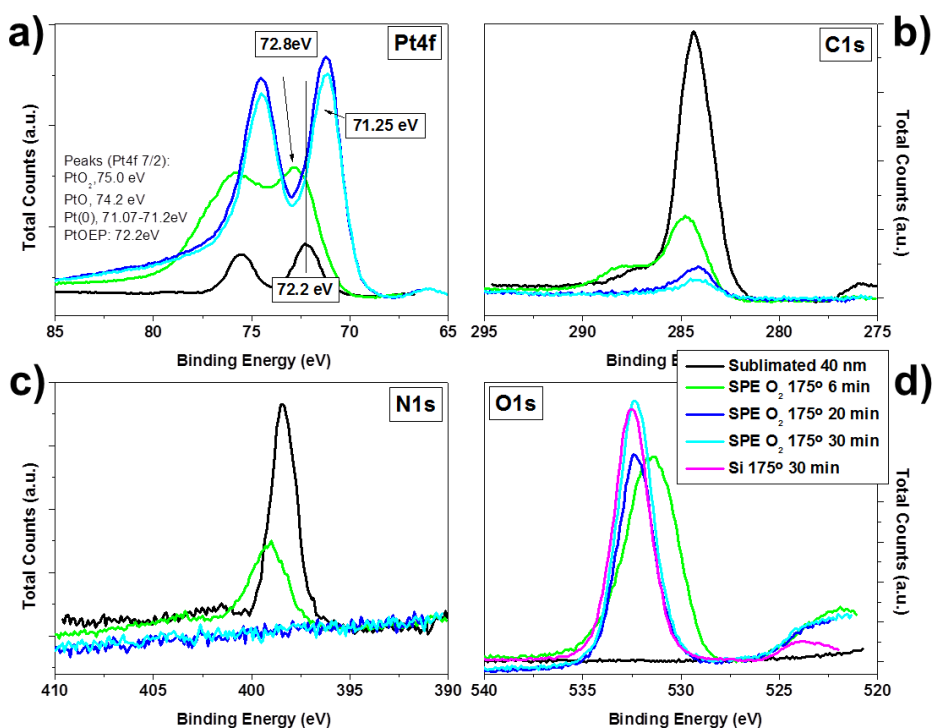 a)
Pt4f
72.8eV
71.25 eV
72.2 eV
Peaks (Pt4f 7/2):
PtO2,75.0 eV
PtO, 74.2 eV
Pt(0), 71.07-71.2eV
PtOEP: 72.2eV
Total Counts (a.u.)
85 80 75 70 65
Binding Energy (eV)
b)
C1s
Total Counts (a.u.)
295 290 285 280 275
Binding E
c)
N1s
Total Counts (a.u.)
410 405 400 395 390
Binding Energy (eV)
d)
O1s
Sublimated 40 nm
SPE O2 175º 6 min
SPE O2 175º 20 min
SPE O2 175º 30 min
Si 175º 30 min
Total Counts (a.u.)
540 535 530 525 520
Binding Energy (eV)